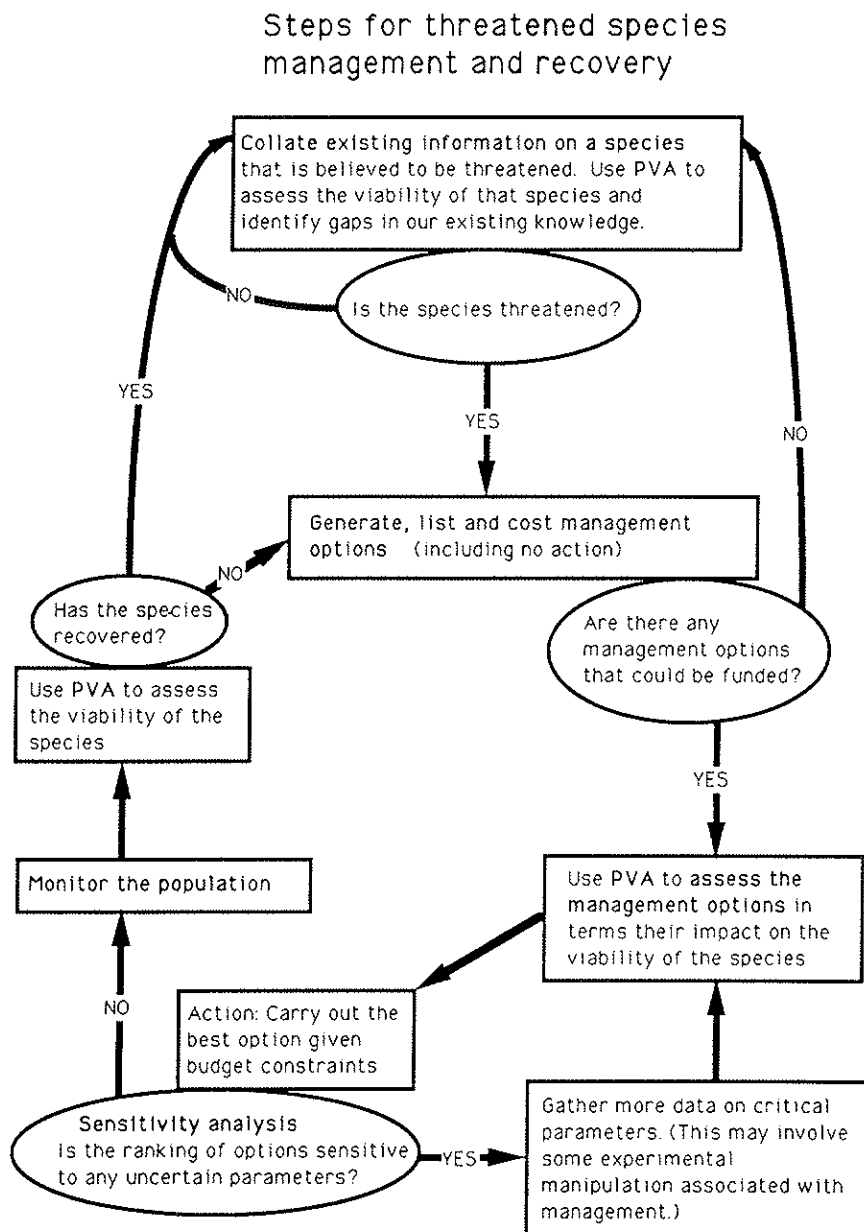 Steps for threatened species
management and recovery
Collate existing information on a species
that is believed to be threatened. Use PVA to
assess the viability of that species and
identify gaps in our existing knowledge.
NO
Is the species threatened?
YES
YES
NO
Generate, list and cost management
options (including no action)
NO
Has the species
recovered?
Are there any
management options
that could be funded?
Use PVA to assess
the viability of the
species
YES
Monitor the population
Use PVA to assess the
management options in
terms their impact on the
viability of the species
NO
Action: Carry out the
best option given
budget constraints
Sensitivity analysis
Is the ranking of options sensitive
to any uncertain parameters?
YES
Gather more data on critical
parameters. (This may involve
some experimental
manipulation associated with
management.)